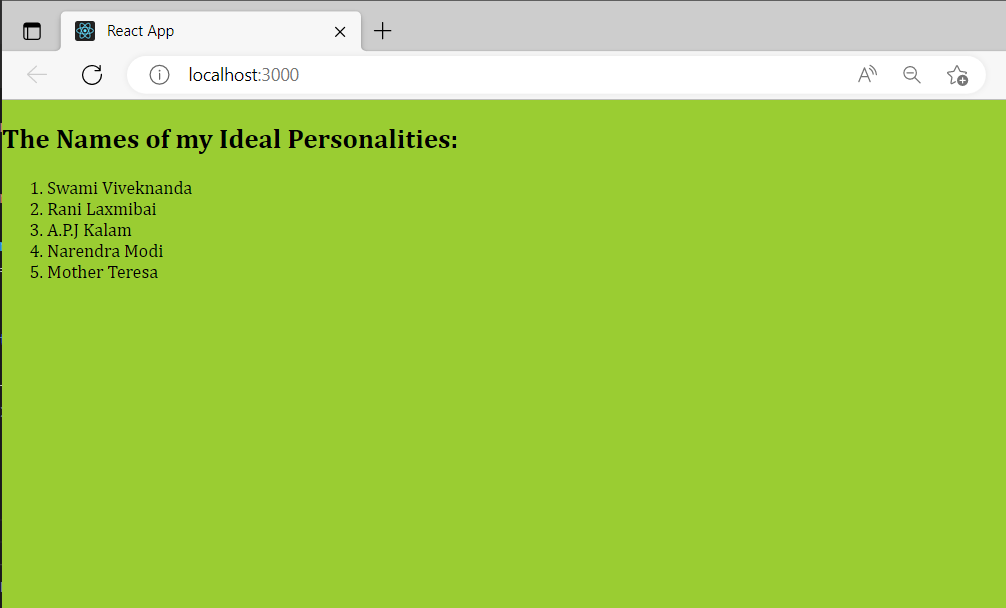 React App
localhost:3000
The Names of my Ideal Personalities:
1. Swami Viveknanda
2. Rani Laxmibai
3. A.P.J Kalam
4. Narendra Modi
5. Mother Teresa